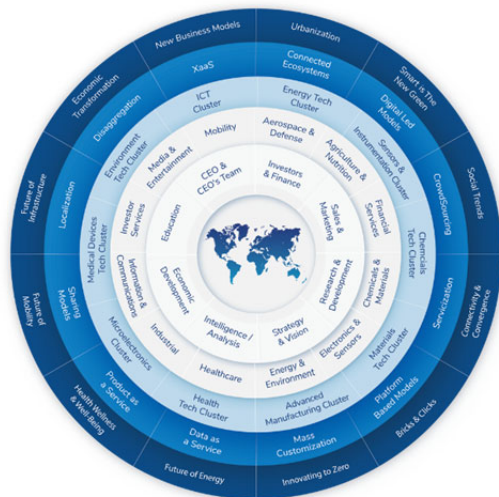 New Business Models
Urbanization
Smart is The
New Green
Social Trends
Connectivity &
Convergence
Bricks & Clicks
Innovating to Zero
Future of Energy
Health Wellness
& Well-Being
Future of
Mobility
Future of
Infrastructure
Economic
Transformation
XaaS
Connected
Ecosystems
Digital Led
Models
CrowdSourcing
Servicization
Platform
Based Models
Mass
Customization
Data as
a Service
Product as
a Service
Sharing
Models
Localization
Disaggregation
ICT
Cluster
Energy Tech
Cluster
Sensors &
Instrumentation Cluster
Chemcials
Tech Cluster
Materials
Tech Cluster
Advanced
Manufacturing Cluster
Health
Tech Cluster
Microelectronics
Cluster
Medical Devices
Tech Cluster
Environment
Tech Cluster
Mobility
Aerospace &
Defense
Agriculture &
Nutrition
Financial
Services
Chemicals &
Materials
Electronics &
Sensors
Energy &
Environment
Healthcare
Industrial
Information &
Communications
Investor
Services
Media &
Entertainment
CEO &
CEO's Team
Investors
& Finance
Sales &
Marketing
Research &
Development
Strategy
& Vision
Intelligence /
Analysis
Economic
Development
Education